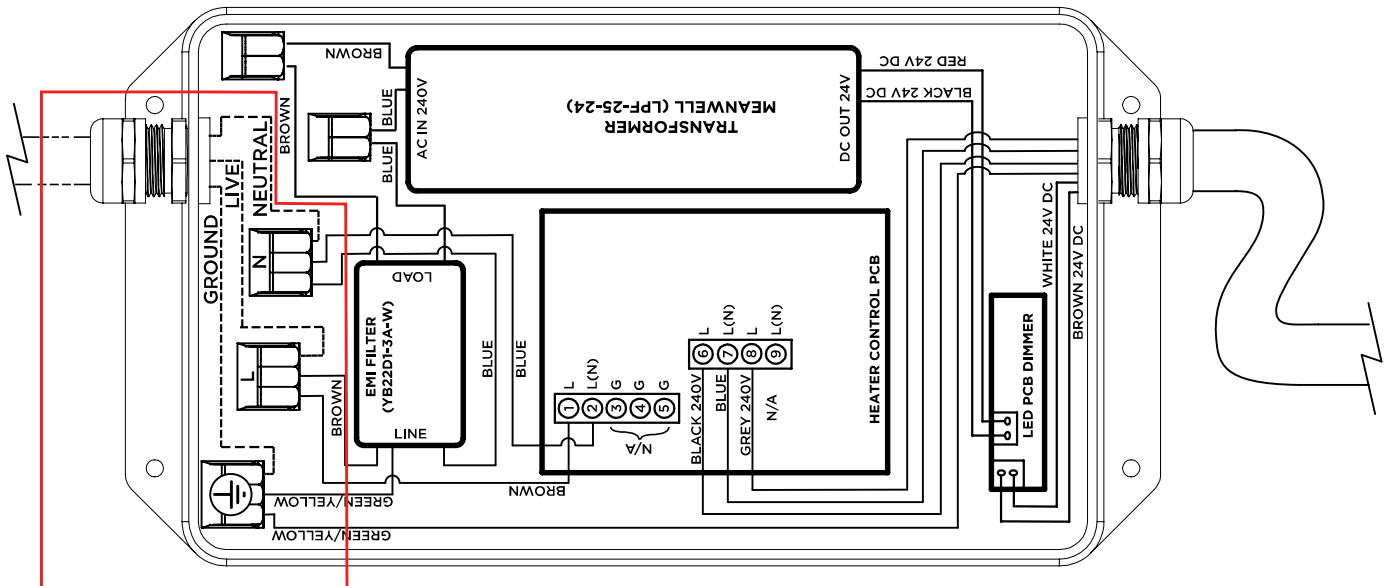 BROWN
BROWN
BLUE
BLUE
AC IN 240V
TRANSFORMER
MEANWELL (LPF-25-24)
DC OUT 24V
RED 24V DC
BLACK 24V DC
GROUND
LIVE
NEUTRAL
N
L
BROWN
LOAD
EMI FILTER
(YB22D1-3A-W)
LINE
BLUE
BLUE
GREEN/YELLOW
GREEN/YELLOW
BROWN
1 L
2 L(N)
3 G
4 G
5 G
N/A
6 L
7 L(N)
8 L
9 L(N)
BLACK 240V
BLUE
GREY 240V
N/A
HEATER CONTROL PCB
WHITE 24V DC
BROWN 24V DC
LED PCB DIMMER